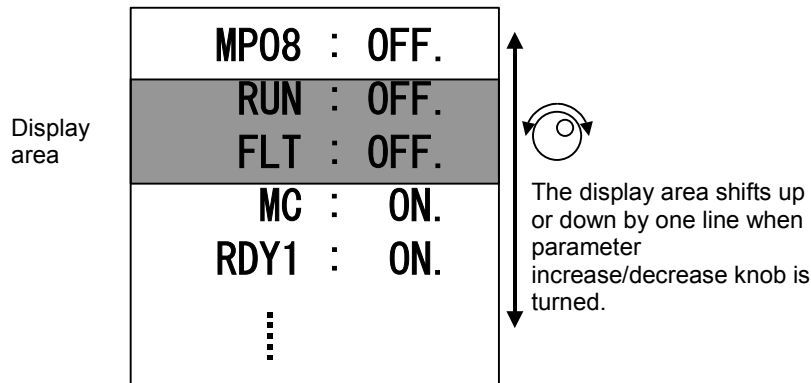 MPO8 : OFF.
RUN : OFF.
FLT : OFF.
MC : ON.
RDY1 : ON.
Display
area
The display area shifts up
or down by one line when
parameter
increase/decrease knob is
turned.